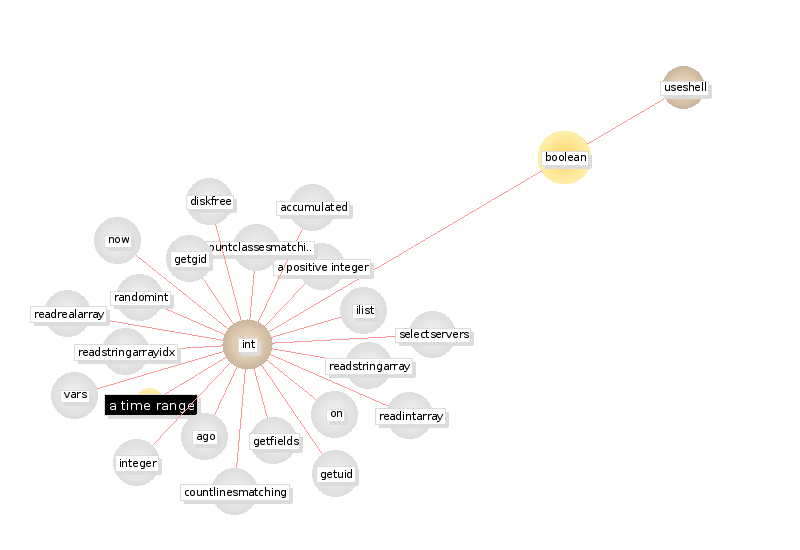 useshell
boolean
diskfree
accumulated
now
ountclassesmatchi..
getgid
a positive integer
randomint
ilist
readrealarray
selectservers
int
readstringarrayidx
readstringarray
vars
a time range
on
readintarray
ago
getfields
integer
getuid
countlinesmatching